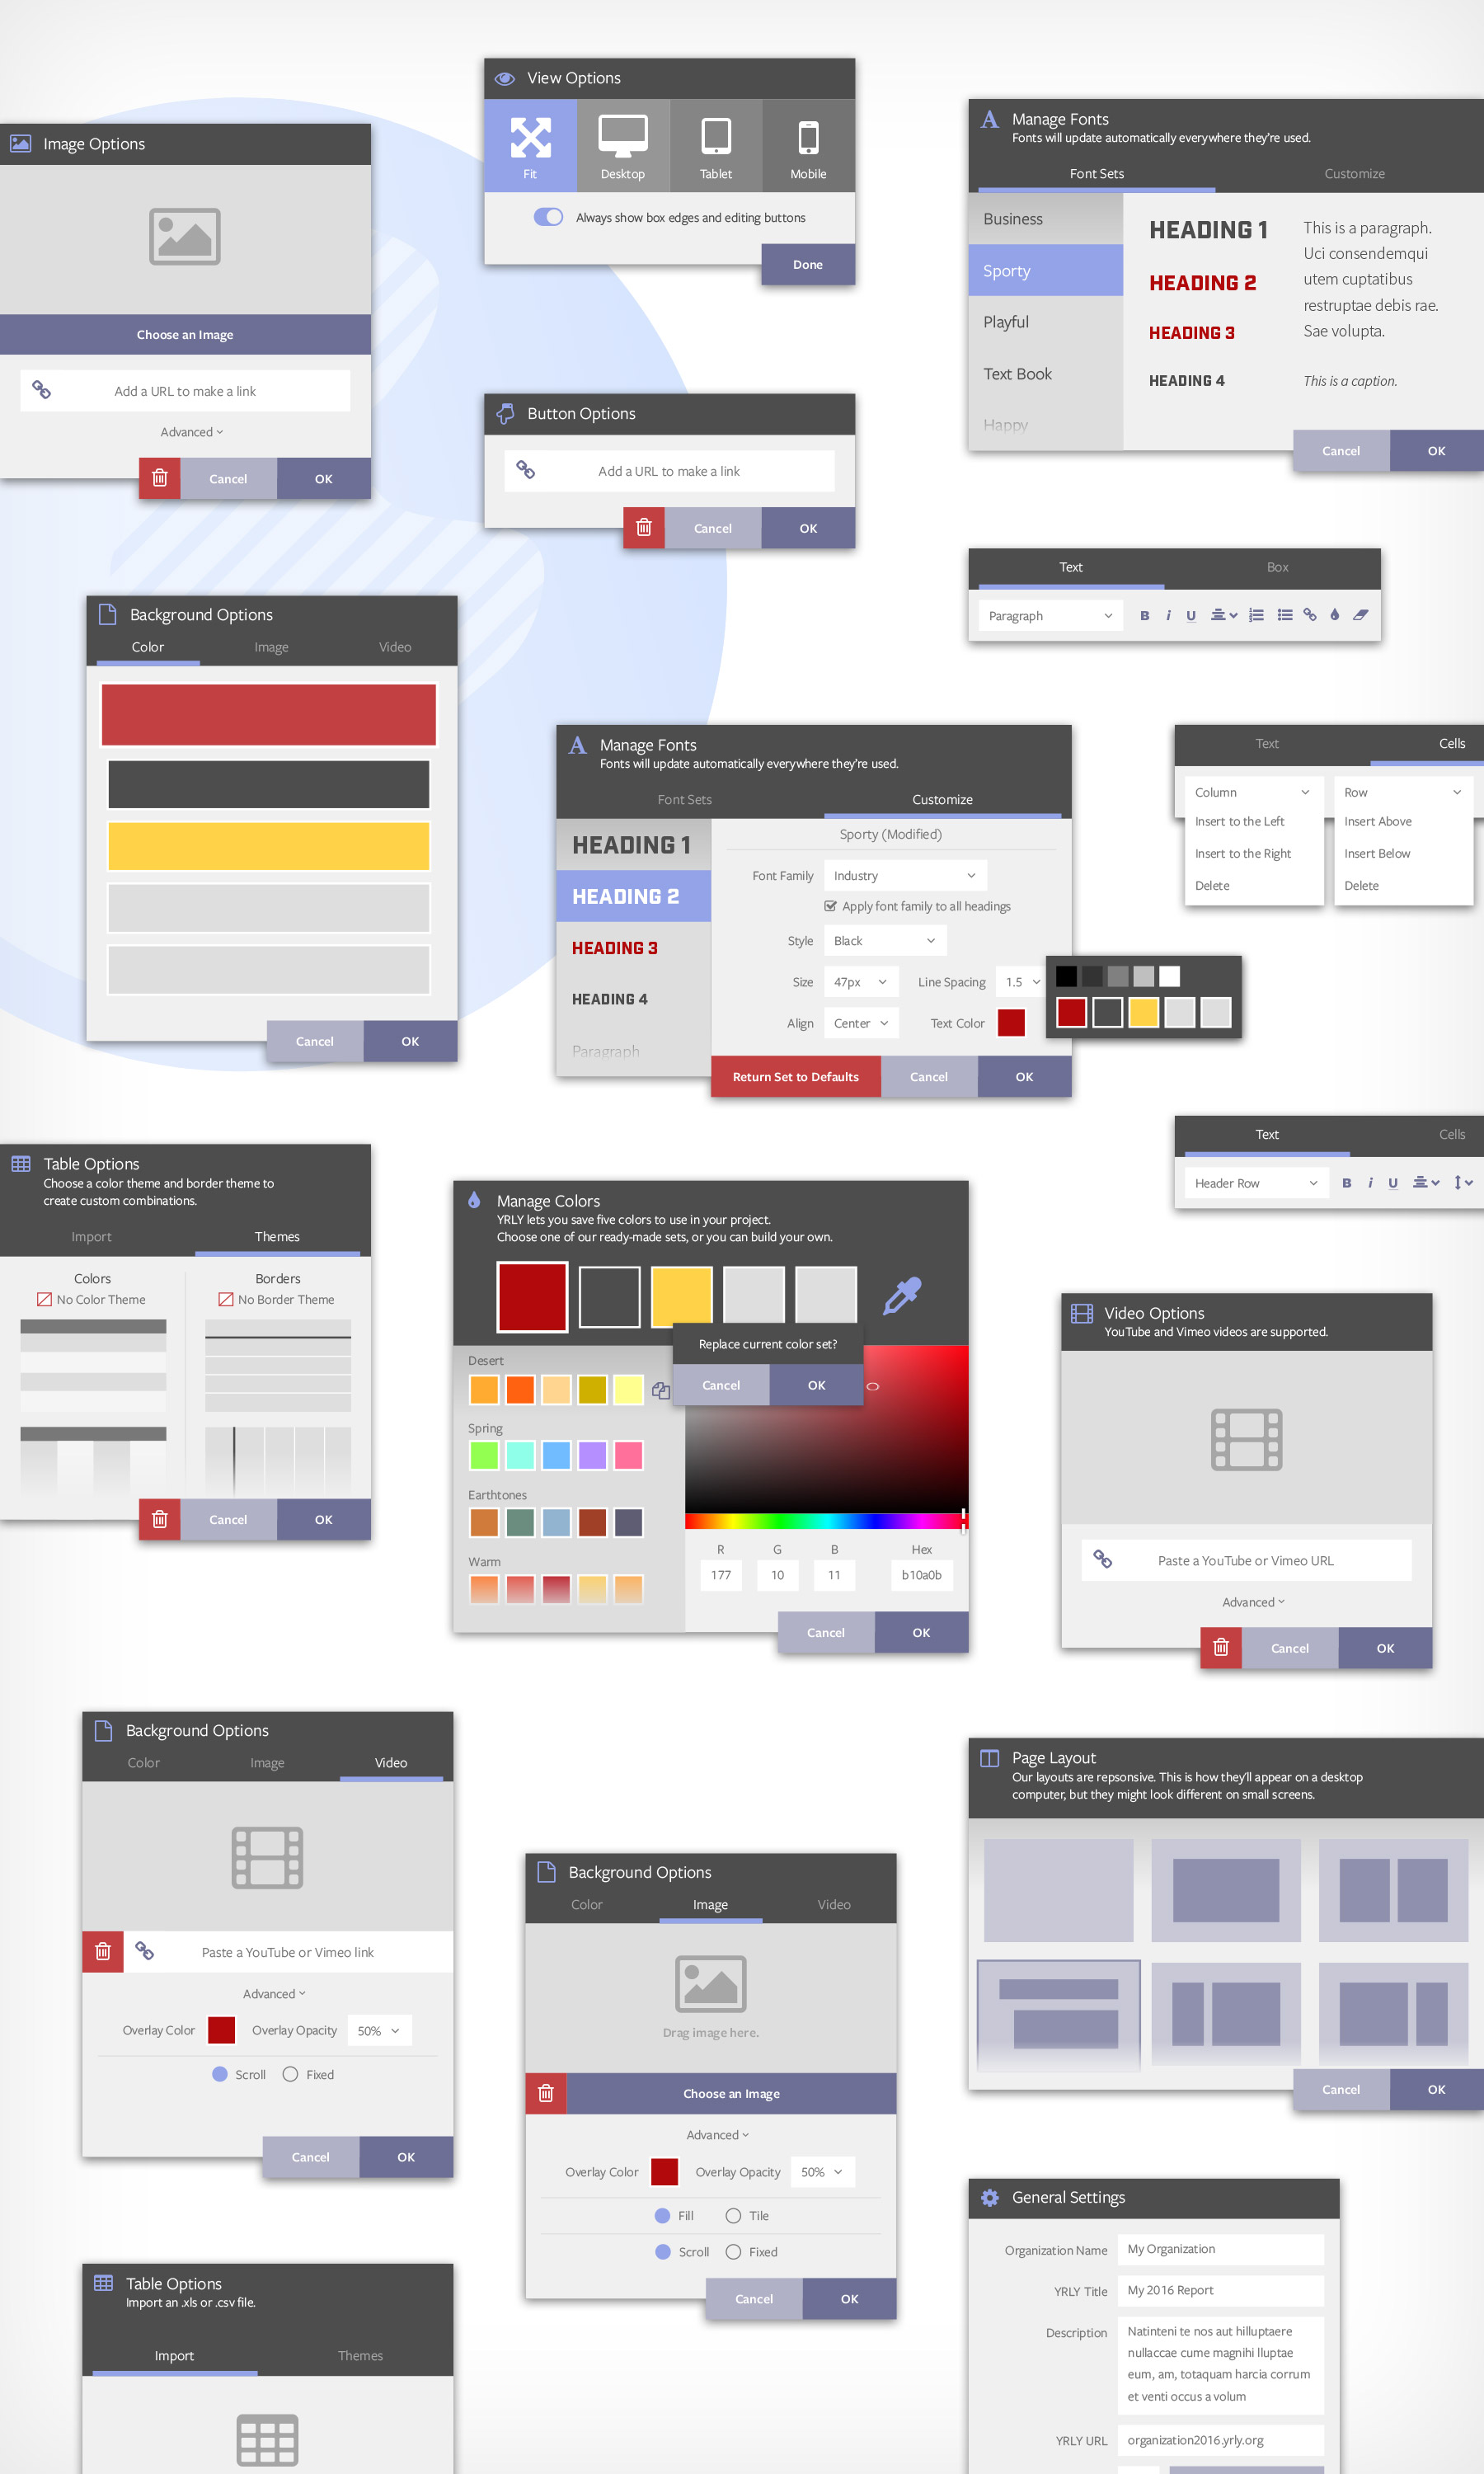 View Options
Fit
Desktop
Tablet
Mobile
Always show box edges and editing buttons
Done
Image Options
Choose an Image
Add a URL to make a link
Advanced
Cancel
OK
Manage Fonts
Fonts will update automatically everywhere they're used.
Font Sets
Customize
Business
Sporty
Playful
Text Book
Happy
HEADING 1
HEADING 2
HEADING 3
HEADING 4
This is a paragraph.
Uci consendemqui
utem cuptatibus
restruptae debis rae.
Sae volupta.
This is a caption.
Cancel
OK
Button Options
Add a URL to make a link
Cancel
OK
Text
Box
Paragraph
B i U
Background Options
Color
Image
Video
Cancel
OK
Manage Fonts
Fonts will update automatically everywhere they're used.
Font Sets
Customize
HEADING 1
HEADING 2
HEADING 3
HEADING 4
Paragraph
Sporty (Modified)
Font Family
Industry
Apply font family to all headings
Style
Black
Size
47px
Line Spacing
1.5
Align
Center
Text Color
Return Set to Defaults
Cancel
OK
Text
Cells
Column
Insert to the Left
Insert to the Right
Delete
Row
Insert Above
Insert Below
Delete
Text
Cells
Header Row
B i U
Table Options
Choose a color theme and border theme to
create custom combinations.
Import
Themes
Colors
No Color Theme
Borders
No Border Theme
Cancel
OK
Manage Colors
YRLY lets you save five colors to use in your project.
Choose one of our ready-made sets, or you can build your own.
Replace current color set?
Cancel
OK
Desert
Spring
Earthtones
Warm
R
G
B
Hex
177
10
11
b10a0b
Cancel
OK
Video Options
YouTube and Vimeo videos are supported.
Paste a YouTube or Vimeo URL
Advanced
Cancel
OK
Background Options
Color
Image
Video
Paste a YouTube or Vimeo link
Advanced
Overlay Color
Overlay Opacity
50%
Scroll
Fixed
Cancel
OK
Page Layout
Our layouts are repsonsive. This is how they'll appear on a desktop
computer, but they might look different on small screens.
Cancel
OK
Background Options
Color
Image
Video
Drag image here.
Choose an Image
Advanced
Overlay Color
Overlay Opacity
50%
Fill
Tile
Scroll
Fixed
Cancel
OK
General Settings
Organization Name
My Organization
YRLY Title
My 2016 Report
Description
Natinteni te nos aut hilluptaere
nullaccae cume magnihi lluptae
eum, am, totaquam harcia corrum
et venti occus a volum
YRLY URL
organization2016.yrly.org
Table Options
Import an .xls or .csv file.
Import
Themes